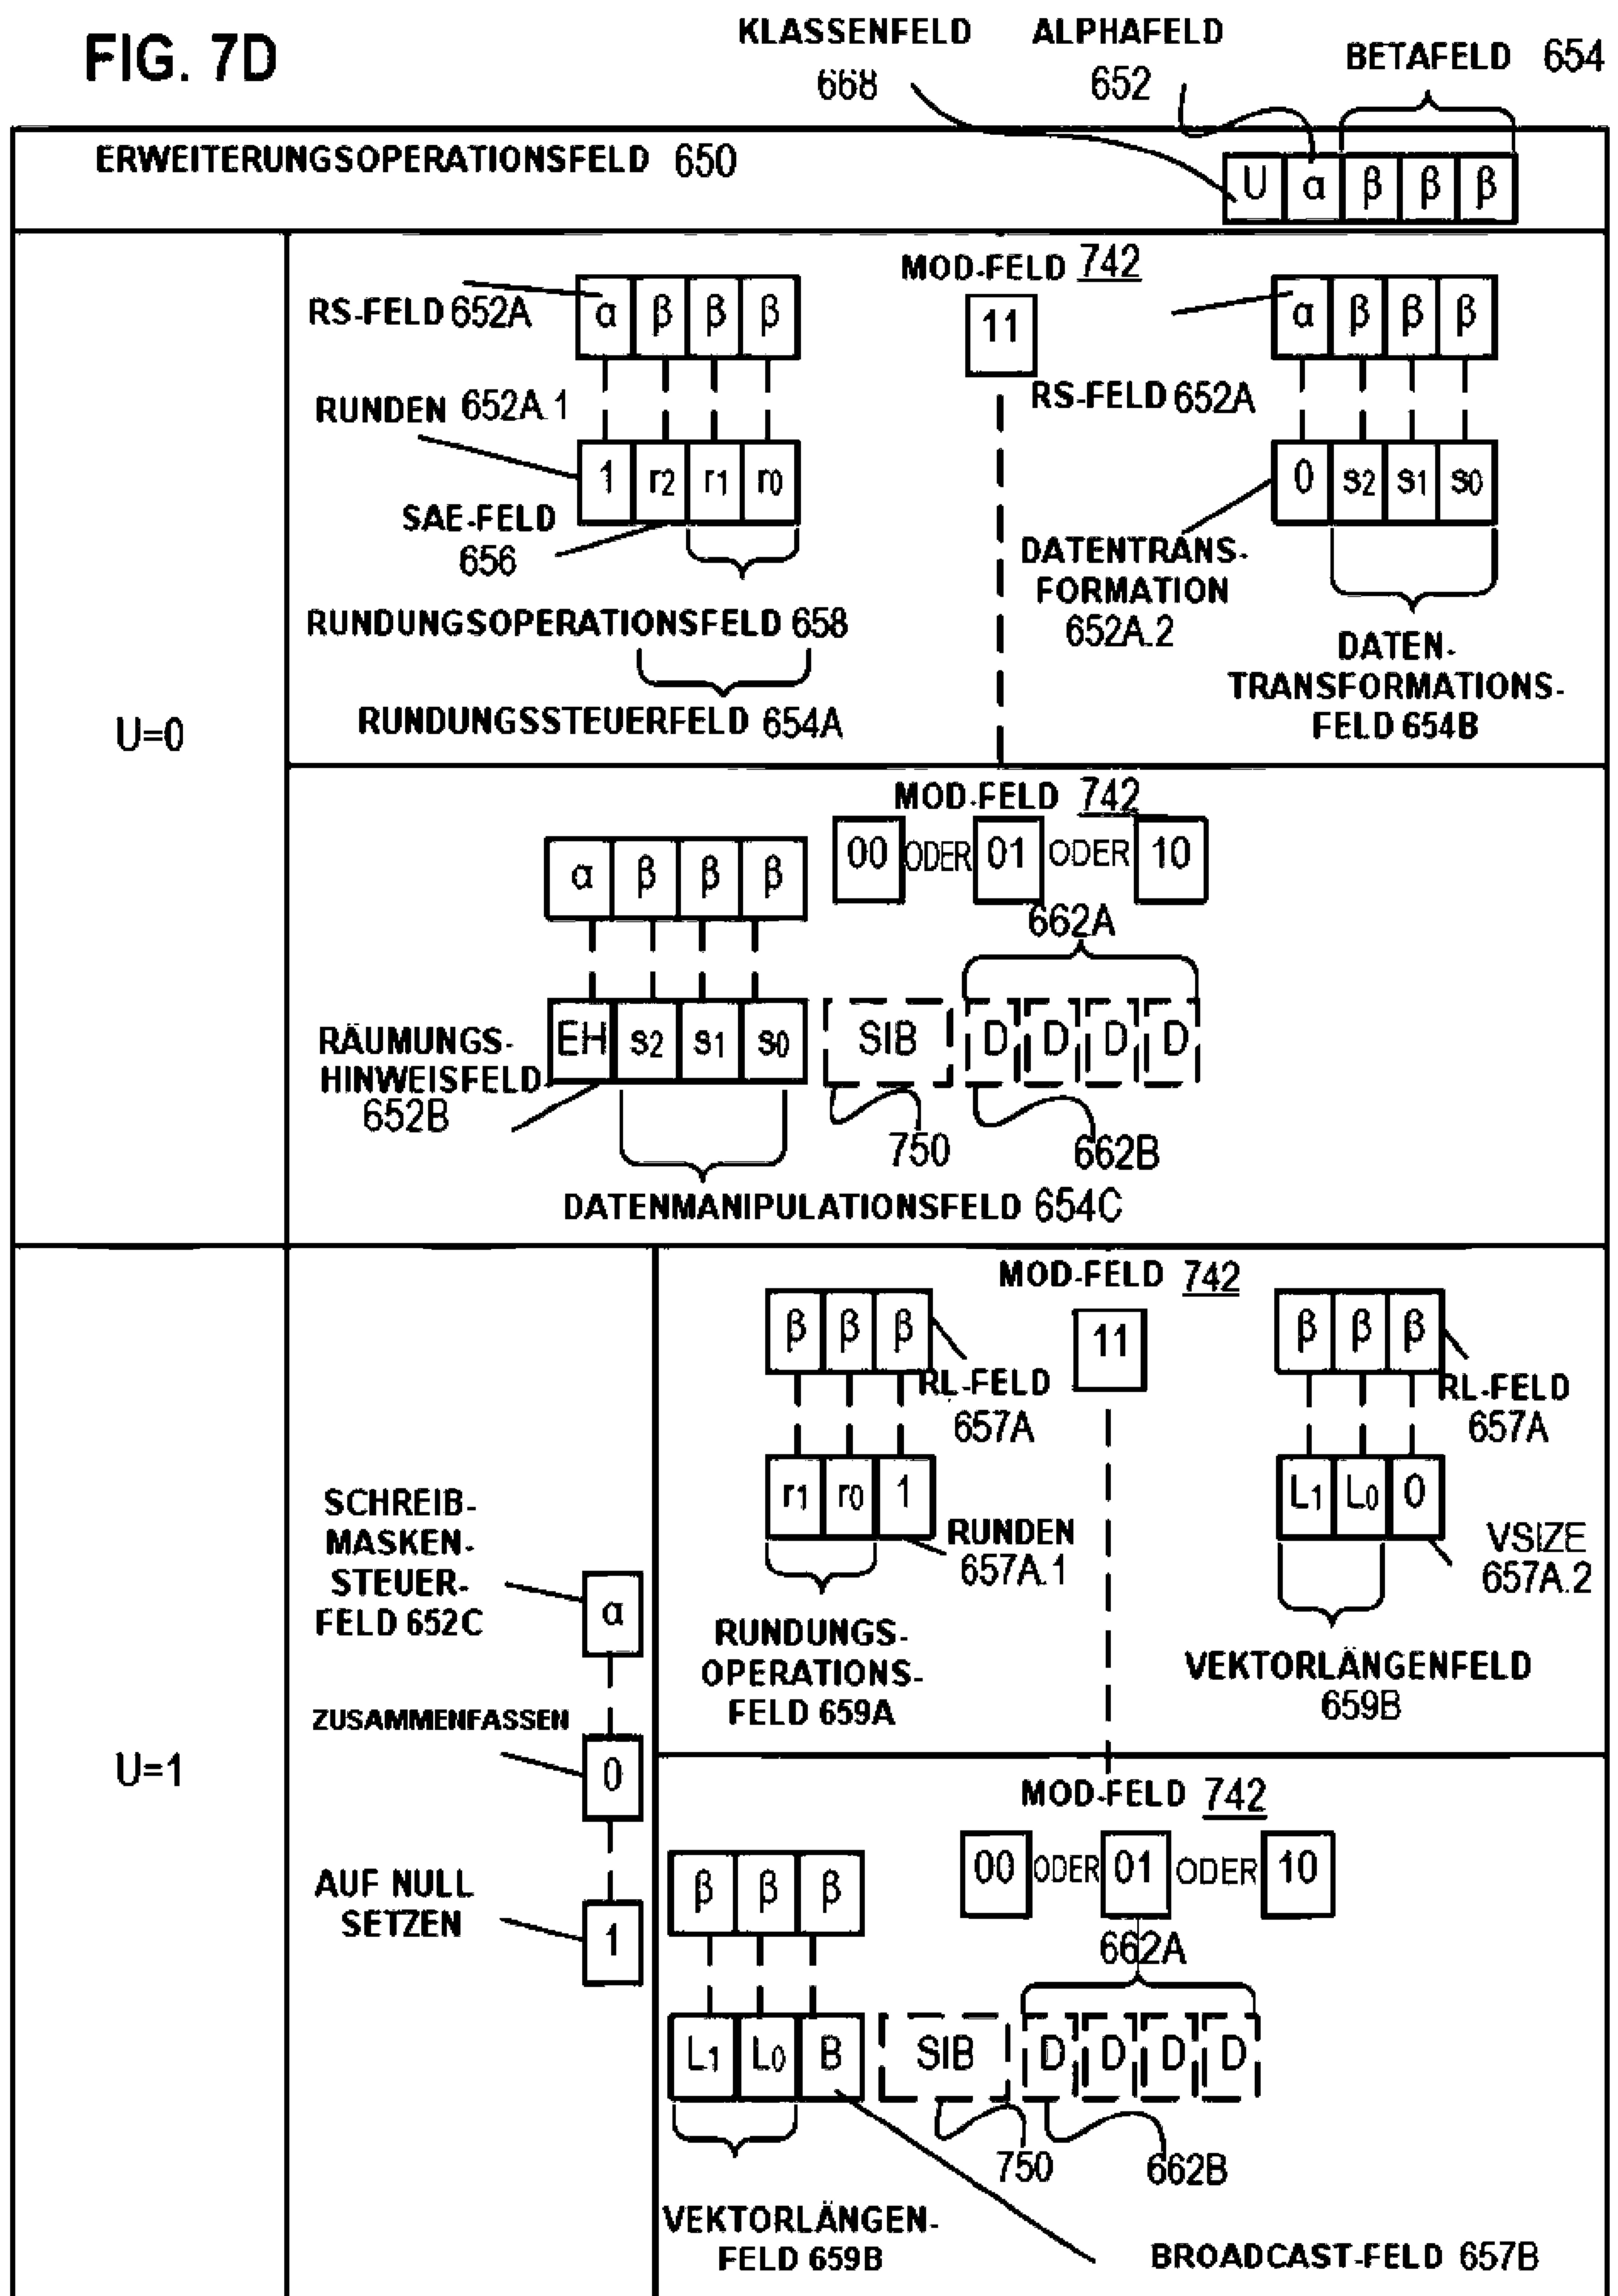 FIG. 7D
KLASSENFELD
668
ALPHAFELD
652
BETAFELD 654
ERWEITERUNGSOPERATIONSFELD 650
U α β β β
U=0
MOD-FELD 742
11
RS-FELD 652A
α β β β
RUNDEN 652A.1
1 r2 r1 r0
SAE-FELD
656
RUNDUNGSOPERATIONSFELD 658
RUNDUNGSSTEUERFELD 654A
α β β β
RS-FELD 652A
0 s2 s1 s0
DATENTRANS-
FORMATION
652A.2
DATEN-
TRANSFORMATIONS-
FELD 654B
MOD-FELD 742
00 ODER 01 ODER 10
α β β β
662A
EH s2 s1 s0 SIB D D D D
RÄUMUNGS-
HINWEISFELD
652B
750
662B
DATENMANIPULATIONSFELD 654C
U=1
SCHREIB-
MASKEN-
STEUER-
FELD 652C
α
ZUSAMMENFASSEN
0
AUF NULL
SETZEN
1
MOD-FELD 742
11
β β β
RL-FELD
657A
r1 r0 1
RUNDEN
657A.1
RUNDUNGS-
OPERATIONS-
FELD 659A
β β β
RL-FELD
657A
L1 L0 0
VSIZE
657A.2
VEKTORLÄNGENFELD
659B
MOD-FELD 742
00 ODER 01 ODER 10
β β β
662A
L1 L0 B SIB D D D D
750
662B
VEKTORLÄNGEN-
FELD 659B
BROADCAST-FELD 657B